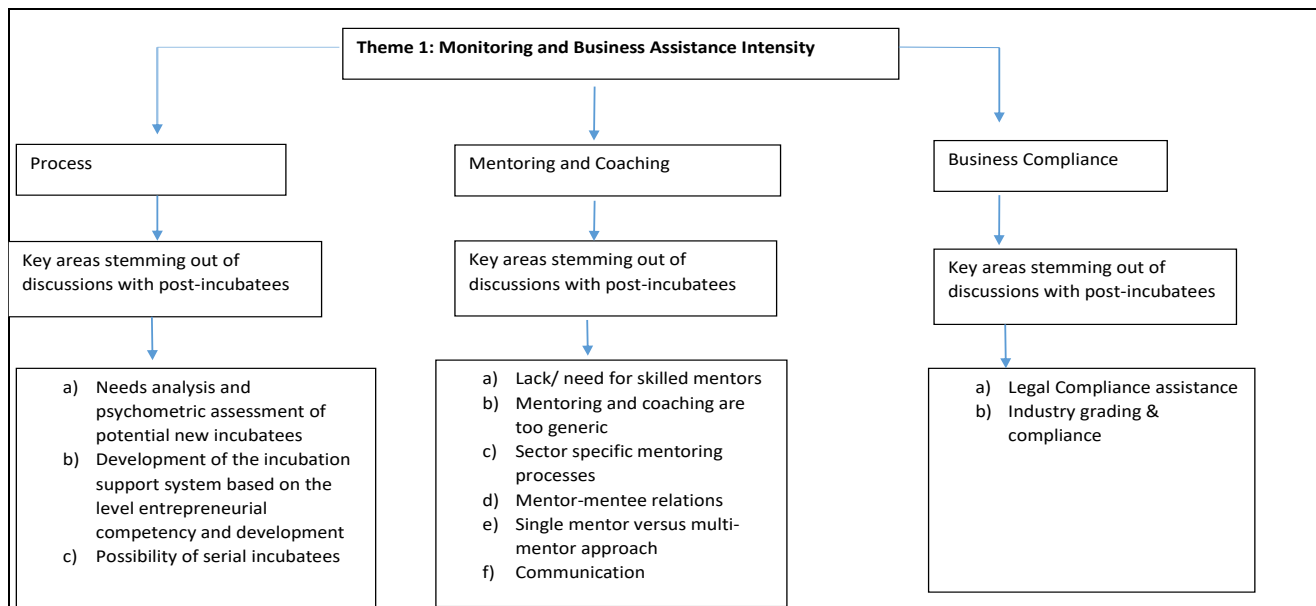 Theme 1: Monitoring and Business Assistance Intensity
Process
Key areas stemming out of
discussions with post-incubatees
a) Needs analysis and
psychometric assessment of
potential new incubatees
b) Development of the incubation
support system based on the
level entrepreneurial
competency and development
c) Possibility of serial incubatees
Mentoring and Coaching
Key areas stemming out of
discussions with post-incubatees
a) Lack/ need for skilled mentors
b) Mentoring and coaching are
too generic
c) Sector specific mentoring
processes
d) Mentor-mentee relations
e) Single mentor versus multi-
mentor approach
f) Communication
Business Compliance
Key areas stemming out of
discussions with post-incubatees
a) Legal Compliance assistance
b) Industry grading &
compliance